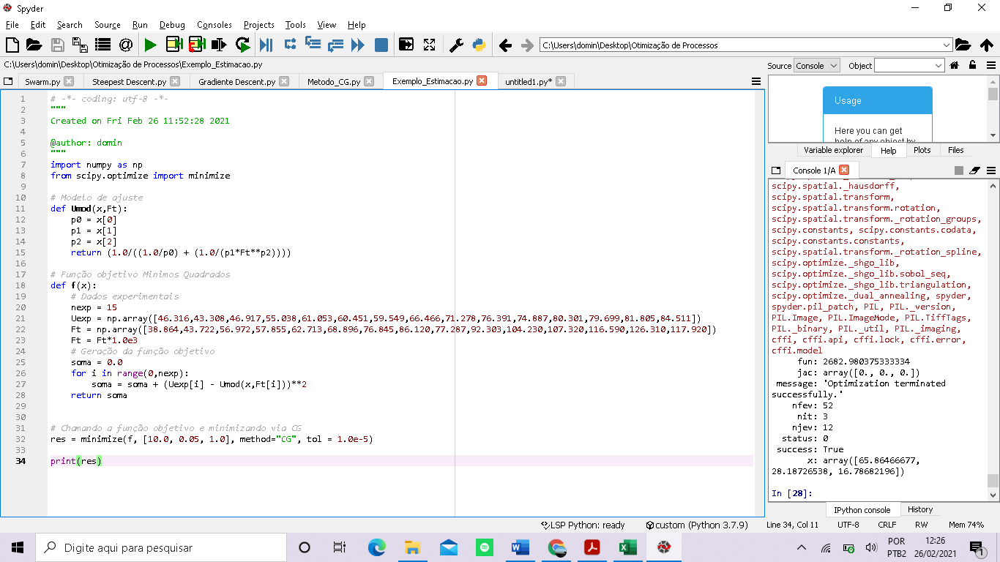 Spyder
File Edit Search Source Run Debug Consoles Projects Tools View Help
C:\Users\domin\Desktop\Otimização de Processos
C:\Users\domin\Desktop\Otimização de Processos\Exemplo_Estimacao.py
Swarm.py Steepest Descent.py Gradiente Descent.py Metodo_CG.py Exemplo_Estimacao.py untitled1.py*
1 # -*- coding: utf-8 -*-
2 """
3 Created on Fri Feb 26 11:52:28 2021
4
5 @author: domin
6 """
7 import numpy as np
8 from scipy.optimize import minimize
9
10 # Modelo de ajuste
11 def Umod(x,Ft):
12     p0 = x[0]
13     p1 = x[1]
14     p2 = x[2]
15     return (1.0/((1.0/p0) + (1.0/(p1*Ft**p2))))
16
17 # Função objetivo Minimos Quadrados
18 def f(x):
19     # Dados experimentais
20     nexp = 15
21     Uexp = np.array([46.316,43.308,46.917,55.038,61.053,60.451,59.549,66.466,71.278,76.391,74.887,80.301,79.699,81.805,84.511])
22     Ft = np.array([38.864,43.722,56.972,57.855,62.713,68.896,76.845,86.120,77.287,92.303,104.230,107.320,116.590,126.310,117.920])
23     Ft = Ft*1.0e3
24     # Geração da função objetivo
25     soma = 0.0
26     for i in range(0,nexp):
27         soma = soma + (Uexp[i] - Umod(x,Ft[i]))**2
28     return soma
29
30
31 # Chamando a função objetivo e minimizando via CG
32 res = minimize(f, [10.0, 0.05, 1.0], method="CG", tol = 1.0e-5)
33
34 print(res)
Source Console Object
Usage
Here you can get
help of any object by
Variable explorer Help Plots Files
Console 1/A
scipy.spatial._hausdorff,
scipy.spatial.transform,
scipy.spatial.transform.rotation,
scipy.spatial.transform._rotation_groups,
scipy.constants, scipy.constants.codata,
scipy.constants.constants,
scipy.spatial.transform._rotation_spline,
scipy.optimize._shgo_lib,
scipy.optimize._shgo_lib.sobol_seq,
scipy.optimize._shgo_lib.triangulation,
scipy.optimize._dual_annealing, spyder,
spyder.pil_patch, PIL, PIL._version,
PIL.Image, PIL.ImageMode, PIL.TiffTags,
PIL._binary, PIL._util, PIL._imaging,
cffi, cffi.api, cffi.lock, cffi.error,
cffi.model
fun: 2682.980375333334
jac: array([0., 0., 0.])
message: 'Optimization terminated
successfully.'
nfev: 52
nit: 3
njev: 12
status: 0
success: True
x: array([65.86466677,
28.18726538, 16.78682196])
In [28]:
IPython console History
LSP Python: ready custom (Python 3.7.9) Line 34, Col 11 UTF-8 CRLF RW Mem 74%
Digite aqui para pesquisar
POR
PTB2
12:26
26/02/2021
1